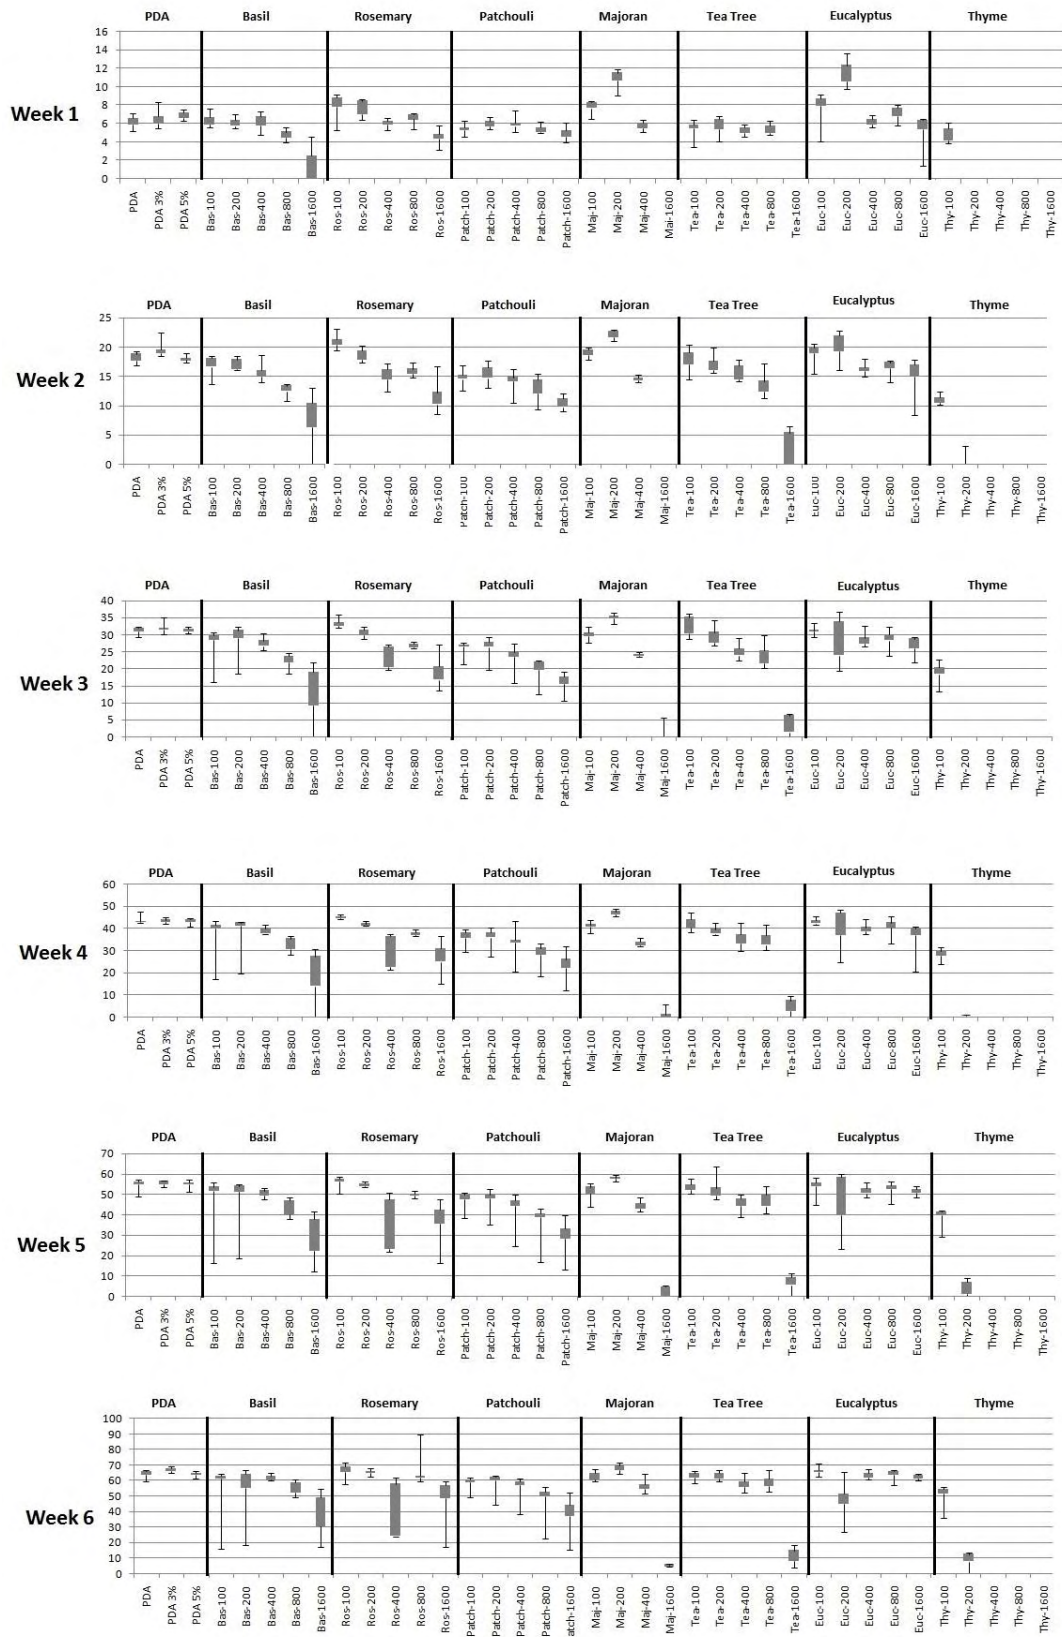 PDA Basil Rosemary Patchouli Majoran Tea Tree Eucalyptus Thyme
16
14
12
10
8
6
4
2
0
Week 1
PDA PDA 3% PDA 5% Bas-100 Bas-200 Bas-400 Bas-800 Bas-1600 Ros-100 Ros-200 Ros-400 Ros-800 Ros-1600 Patch-100 Patch-200 Patch-400 Patch-800 Patch-1600 Maj-100 Maj-200 Maj-400 Maj-1600 Tea-100 Tea-200 Tea-400 Tea-800 Tea-1600 Euc-100 Euc-200 Euc-400 Euc-800 Euc-1600 Thy-100 Thy-200 Thy-400 Thy-800 Thy-1600
PDA Basil Rosemary Patchouli Majoran Tea Tree Eucalyptus Thyme
25
20
15
10
5
0
Week 2
PDA PDA 3% PDA 5% Bas-100 Bas-200 Bas-400 Bas-800 Bas-1600 Ros-100 Ros-200 Ros-400 Ros-800 Ros-1600 Patch-100 Patch-200 Patch-400 Patch-800 Patch-1600 Maj-100 Maj-200 Maj-400 Maj-1600 Tea-100 Tea-200 Tea-400 Tea-800 Tea-1600 Euc-100 Euc-200 Euc-400 Euc-800 Euc-1600 Thy-100 Thy-200 Thy-400 Thy-800 Thy-1600
PDA Basil Rosemary Patchouli Majoran Tea Tree Eucalyptus Thyme
40
35
30
25
20
15
10
5
0
Week 3
PDA PDA 3% PDA 5% Bas-100 Bas-200 Bas-400 Bas-800 Bas-1600 Ros-100 Ros-200 Ros-400 Ros-800 Ros-1600 Patch-100 Patch-200 Patch-400 Patch-800 Patch-1600 Maj-100 Maj-200 Maj-400 Maj-1600 Tea-100 Tea-200 Tea-400 Tea-800 Tea-1600 Euc-100 Euc-200 Euc-400 Euc-800 Euc-1600 Thy-100 Thy-200 Thy-400 Thy-800 Thy-1600
PDA Basil Rosemary Patchouli Majoran Tea Tree Eucalyptus Thyme
60
50
40
30
20
10
0
Week 4
PDA PDA 3% PDA 5% Bas-100 Bas-200 Bas-400 Bas-800 Bas-1600 Ros-100 Ros-200 Ros-400 Ros-800 Ros-1600 Patch-100 Patch-200 Patch-400 Patch-800 Patch-1600 Maj-100 Maj-200 Maj-400 Maj-1600 Tea-100 Tea-200 Tea-400 Tea-800 Tea-1600 Euc-100 Euc-200 Euc-400 Euc-800 Euc-1600 Thy-100 Thy-200 Thy-400 Thy-800 Thy-1600
PDA Basil Rosemary Patchouli Majoran Tea Tree Eucalyptus Thyme
70
60
50
40
30
20
10
0
Week 5
PDA PDA 3% PDA 5% Bas-100 Bas-200 Bas-400 Bas-800 Bas-1600 Ros-100 Ros-200 Ros-400 Ros-800 Ros-1600 Patch-100 Patch-200 Patch-400 Patch-800 Patch-1600 Maj-100 Maj-200 Maj-400 Maj-1600 Tea-100 Tea-200 Tea-400 Tea-800 Tea-1600 Euc-100 Euc-200 Euc-400 Euc-800 Euc-1600 Thy-100 Thy-200 Thy-400 Thy-800 Thy-1600
PDA Basil Rosemary Patchouli Majoran Tea Tree Eucalyptus Thyme
100
90
80
70
60
50
40
30
20
10
0
Week 6
PDA PDA 3% PDA 5% Bas-100 Bas-200 Bas-400 Bas-800 Bas-1600 Ros-100 Ros-200 Ros-400 Ros-800 Ros-1600 Patch-100 Patch-200 Patch-400 Patch-800 Patch-1600 Maj-100 Maj-200 Maj-400 Maj-1600 Tea-100 Tea-200 Tea-400 Tea-800 Tea-1600 Euc-100 Euc-200 Euc-400 Euc-800 Euc-1600 Thy-100 Thy-200 Thy-400 Thy-800 Thy-1600